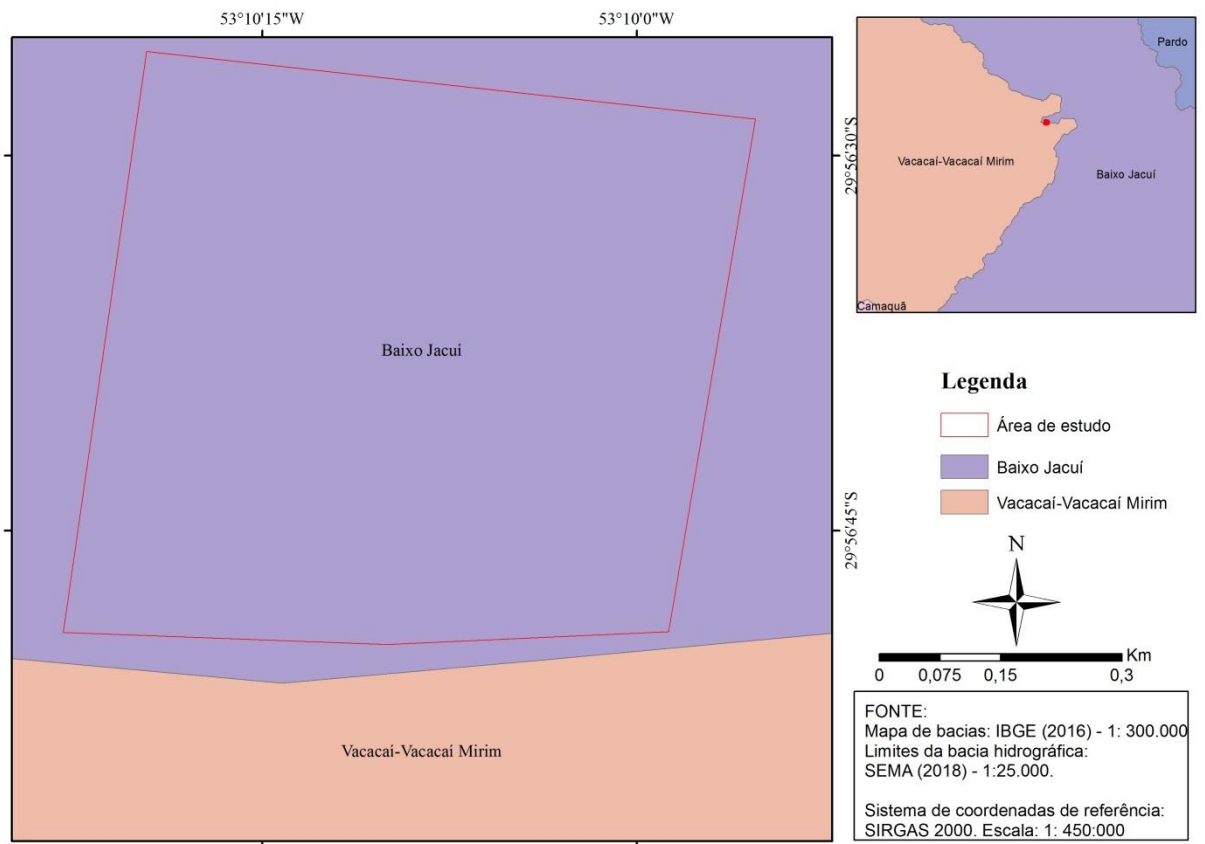 53°10'15"W
53°10'0"W
29°56'30"S
29°56'45"S
Baixo Jacuí
Vacacaí-Vacacaí Mirim
Pardo
Vacacaí-Vacacaí Mirim
Baixo Jacuí
Camaquã
Legenda
Área de estudo
Baixo Jacuí
Vacacaí-Vacacaí Mirim
N
Km
0 0,075 0,15 0,3
FONTE:
Mapa de bacias: IBGE (2016) - 1: 300.000
Limites da bacia hidrográfica:
SEMA (2018) - 1:25.000.
Sistema de coordenadas de referência:
SIRGAS 2000. Escala: 1: 450:000